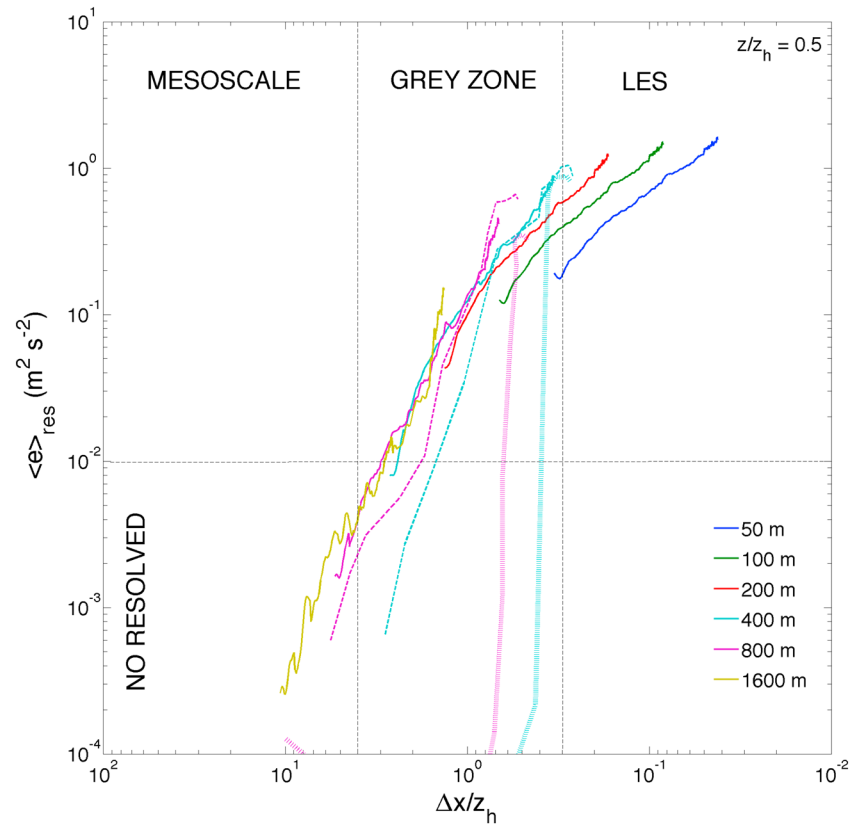 z/z_h = 0.5
MESOSCALE
GREY ZONE
LES
10^1
10^0
10^-1
10^-2
10^-3
10^-4
<e>_res (m^2 s^-2)
NO RESOLVED
50 m
100 m
200 m
400 m
800 m
1600 m
10^2
10^1
10^0
10^-1
10^-2
Δx/z_h